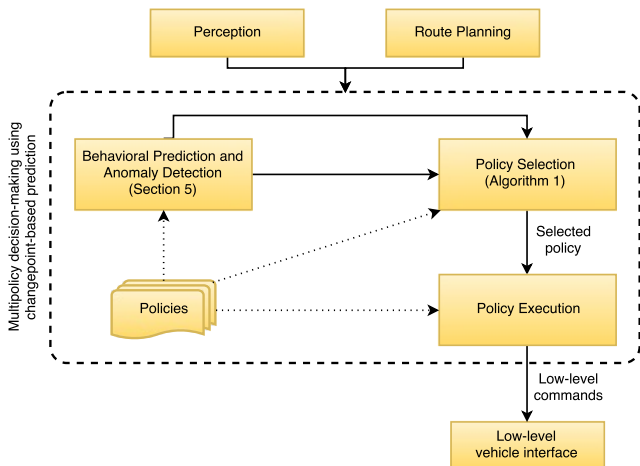 Perception
Route Planning
Multipolicy decision-making using
changepoint-based prediction
Behavioral Prediction and
Anomaly Detection
(Section 5)
Policy Selection
(Algorithm 1)
Selected
policy
Policies
Policy Execution
Low-level
commands
Low-level
vehicle interface